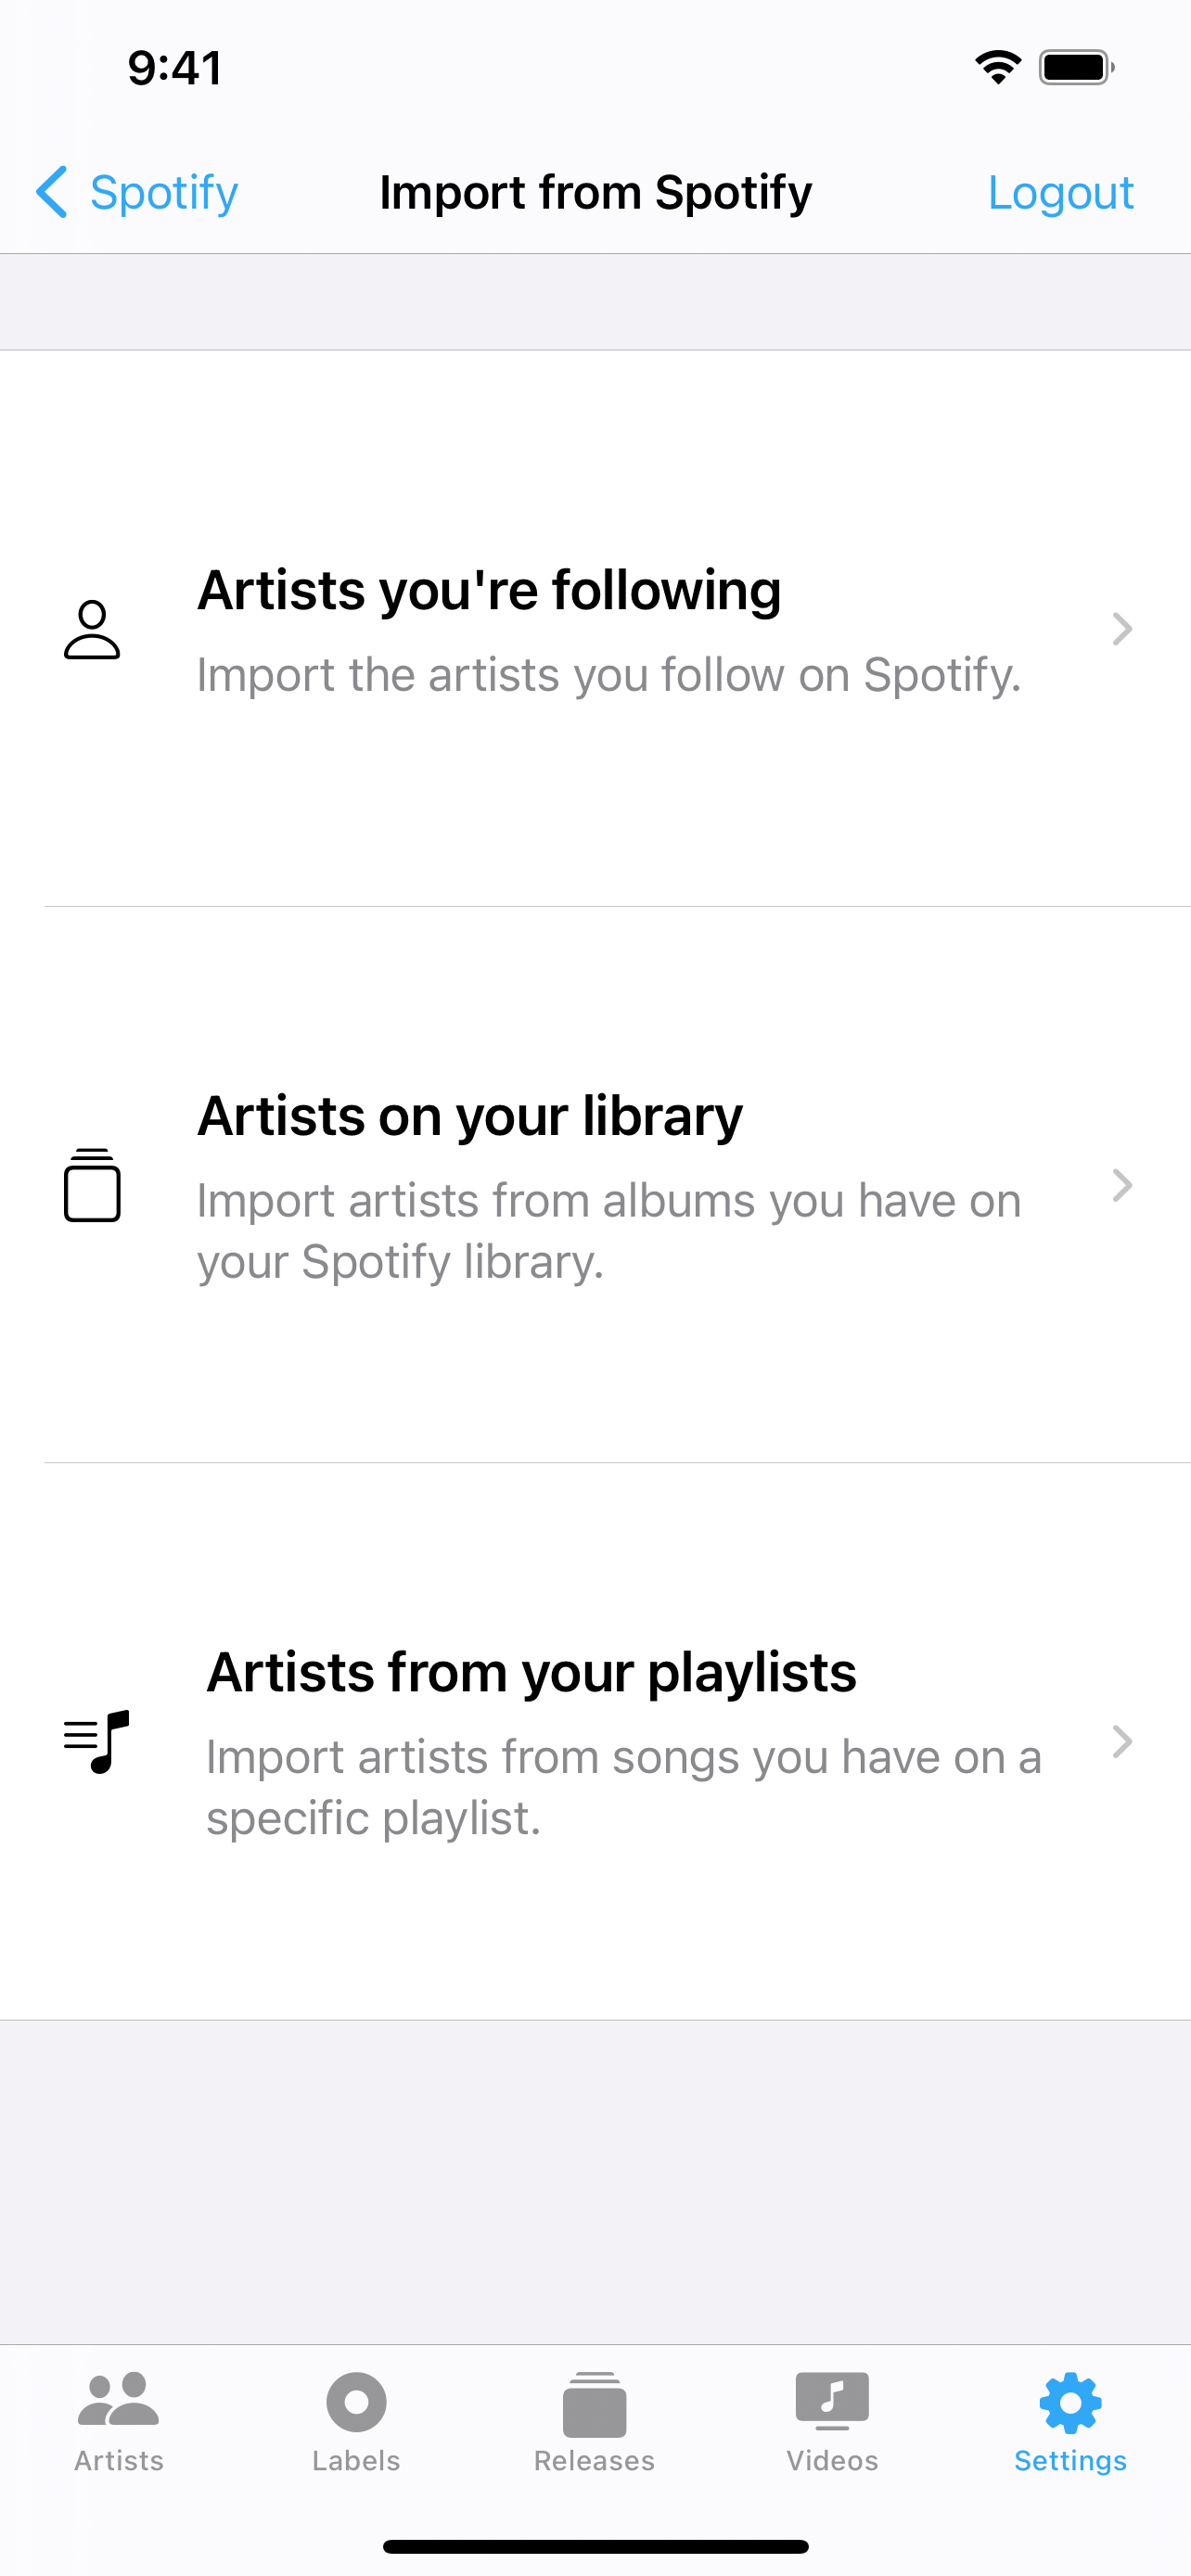 9:41
Spotify
Import from Spotify
Logout
Artists you're following
Import the artists you follow on Spotify.
Artists on your library
Import artists from albums you have on
your Spotify library.
Artists from your playlists
Import artists from songs you have on a
specific playlist.
Artists
Labels
Releases
Videos
Settings